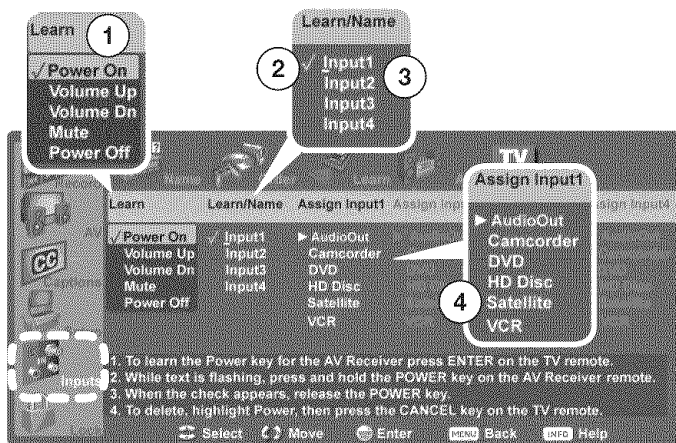 Learn
1
√ Power On
Volume Up
Volume Dn
Mute
Power Off
Learn/Name
2
√ Input1
3
Input2
Input3
Input4
Name
Learn
TV
Learn
Learn/Name
Assign Input1
Assign Input4
√ Power On
Volume Up
Volume Dn
Mute
Power Off
√ Input1
Input2
Input3
Input4
► AudioOut
Camcorder
DVD
HD Disc
Satellite
VCR
Assign Input1
► AudioOut
Camcorder
DVD
HD Disc
4
Satellite
VCR
CC
Captions
Inputs
1. To learn the Power key for the AV Receiver press ENTER on the TV remote.
2. While text is flashing, press and hold the POWER key on the AV Receiver remote.
3. When the check appears, release the POWER key.
4. To delete, highlight Power, then press the CANCEL key on the TV remote.
Select Move Enter MENU Back INFO Help